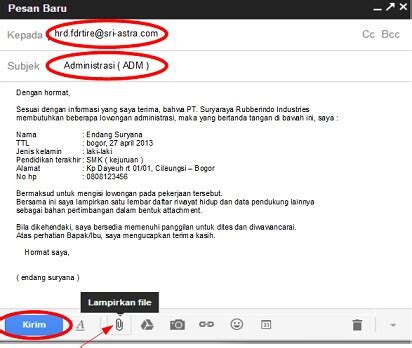 Pesan Baru
Kepada hrd.fdrtire@sri-astra.com Cc Bcc
Subjek Administrasi ( ADM )
Dengan hormat,
Sesuai dengan informasi yang saya terima, bahwa PT. Suryaraya Rubberindo Industries
membutuhkan beberapa lowongan administrasi, maka yang bertanda tangan di bawah ini, saya :
Nama : Endang Suryana
TTL : bogor, 27 april 2013
Jenis kelamin : laki-laki
Pendidikan terakhir : SMK ( kejuruan )
Alamat : Kp Dayeuh rt 01/01, Cileungsi – Bogor
No hp : 0808123456
Bermaksud untuk mengisi lowongan pada pekerjaan tersebut.
Bersama ini saya lampirkan satu lembar daftar riwayat hidup dan data pendukung lainnya
sebagai bahan pertimbangan dalam bentuk attachment.
Bila dikehendaki, saya bersedia memenuhi panggilan untuk dites dan diwawancarai.
Atas perhatian Bapak/Ibu, saya mengucapkan terima kasih.
Hormat saya,
( endang suryana )
Lampirkan file
Kirim A 31